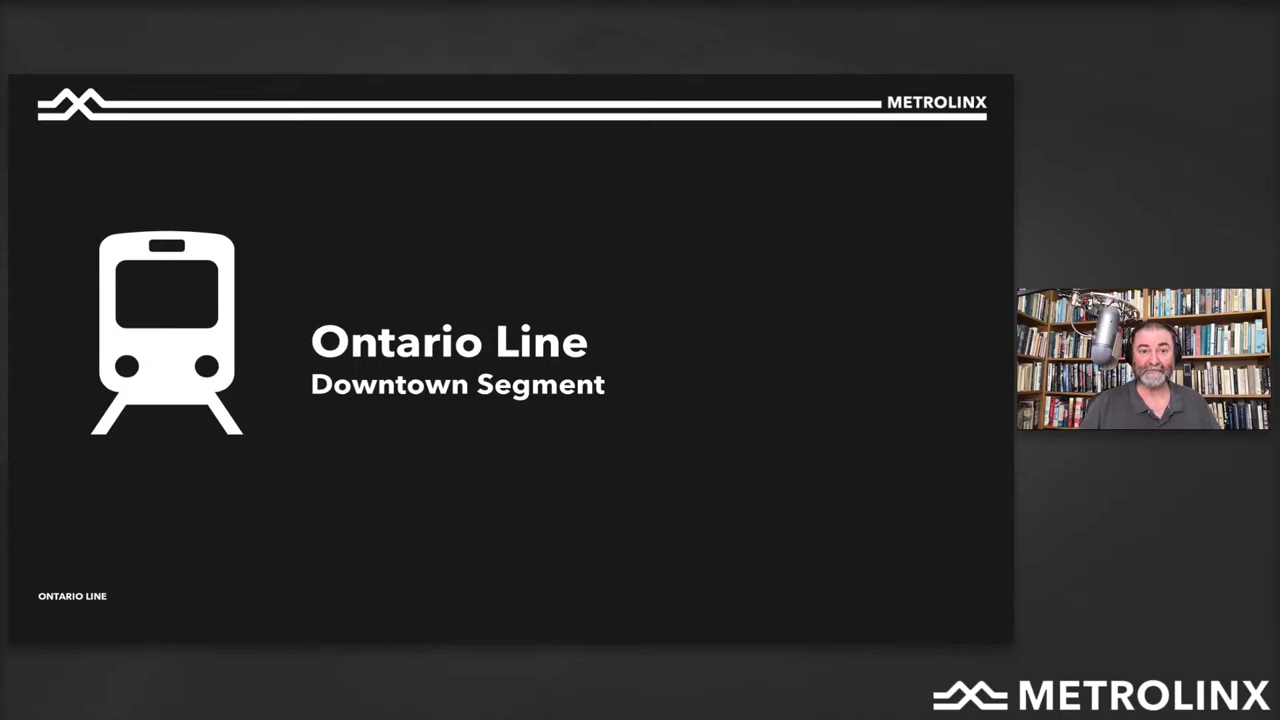 METROLINX
Ontario Line
Downtown Segment
ONTARIO LINE
METROLINX